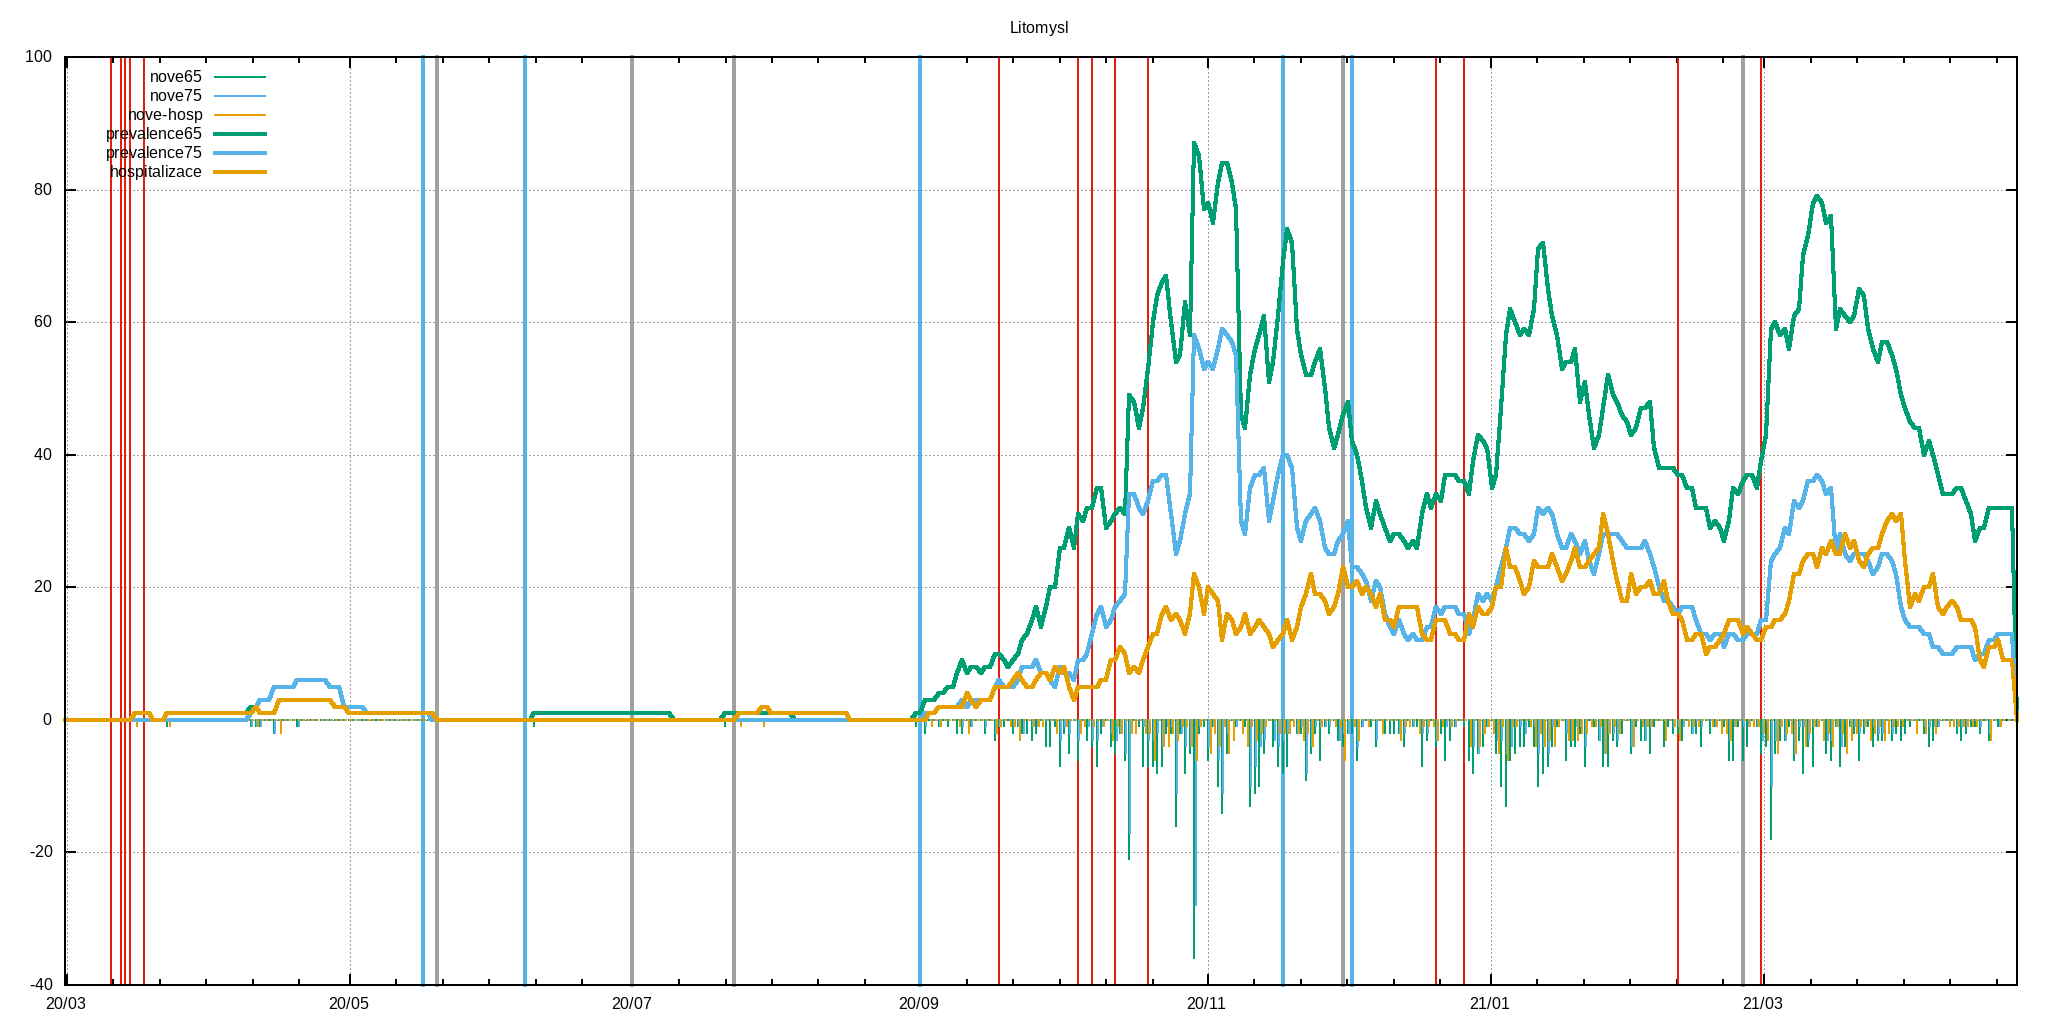 Litomysl
100
80
60
40
20
0
-20
-40
nove65
nove75
nove-hosp
prevalence65
prevalence75
hospitalizace
20/03 20/05 20/07 20/09 20/11 21/01 21/03